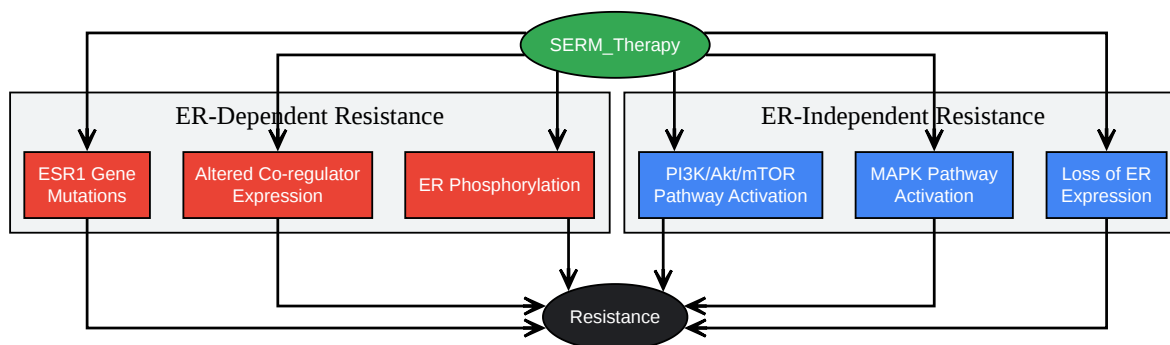 SERM_Therapy
ER-Dependent Resistance
ER-Independent Resistance
ESR1 Gene
Mutations
Altered Co-regulator
Expression
ER Phosphorylation
PI3K/Akt/mTOR
Pathway Activation
MAPK Pathway
Activation
Loss of ER
Expression
Resistance